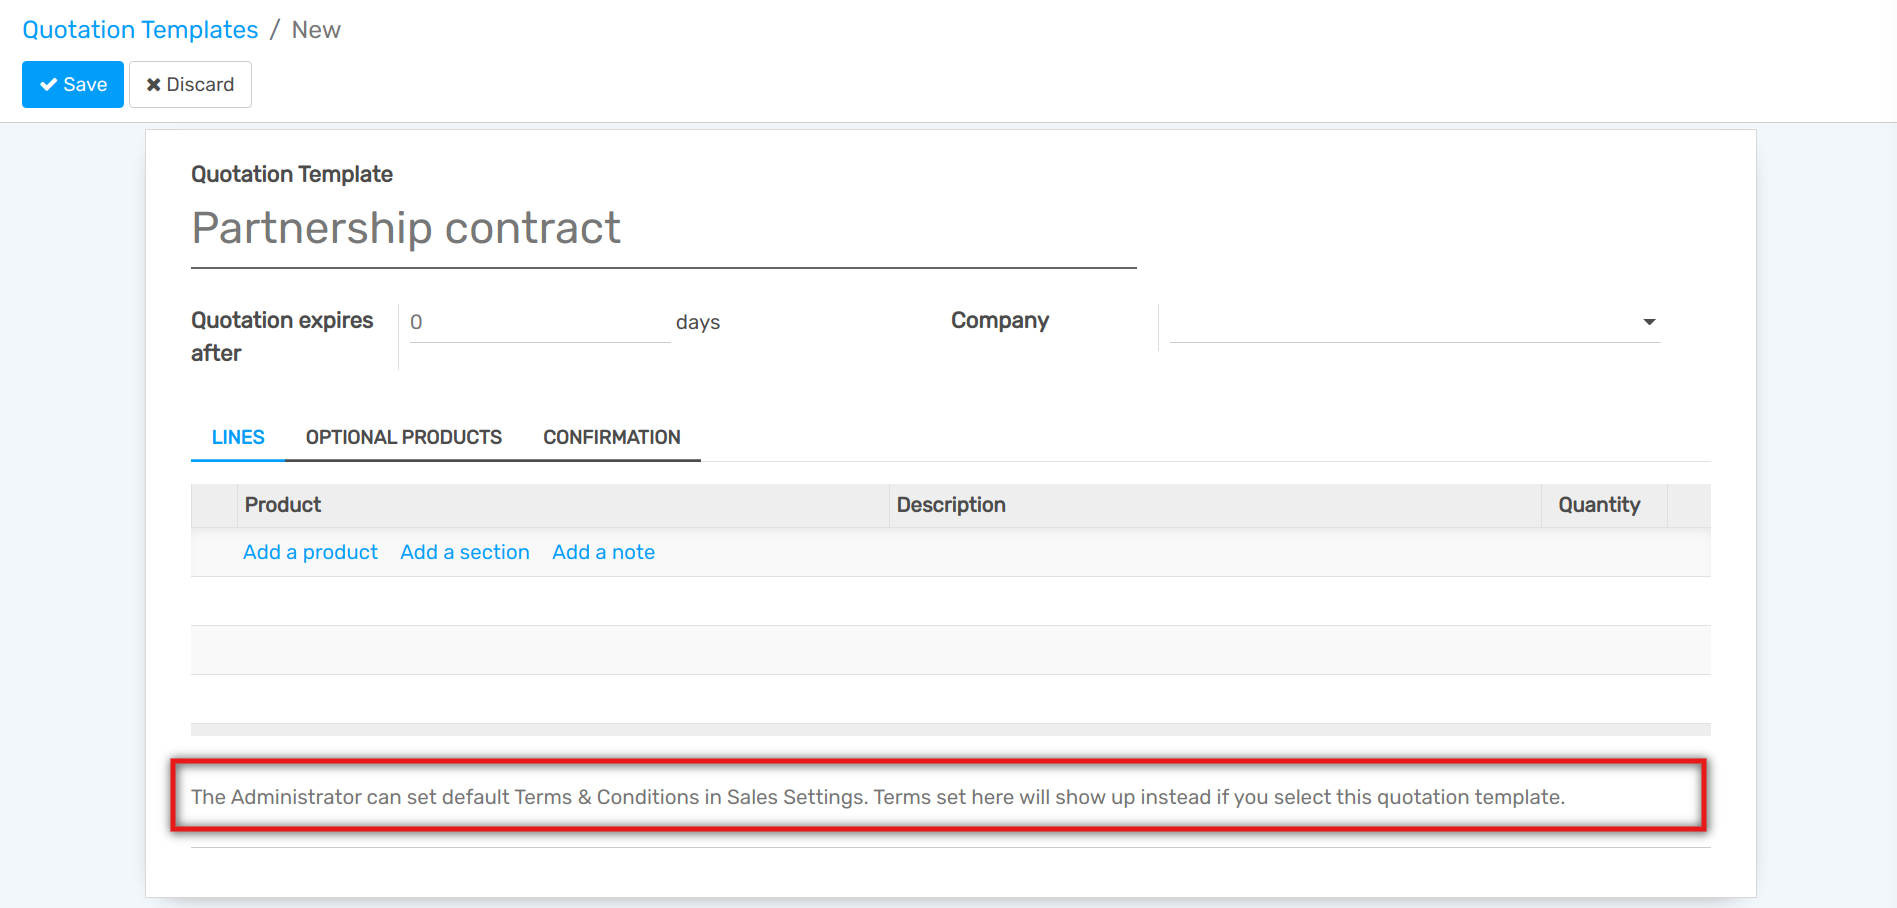 Quotation Templates / New
Save Discard
Quotation Template
Partnership contract
Quotation expires after 0 days Company
LINES OPTIONAL PRODUCTS CONFIRMATION
Product Description Quantity
Add a product Add a section Add a note
The Administrator can set default Terms & Conditions in Sales Settings. Terms set here will show up instead if you select this quotation template.